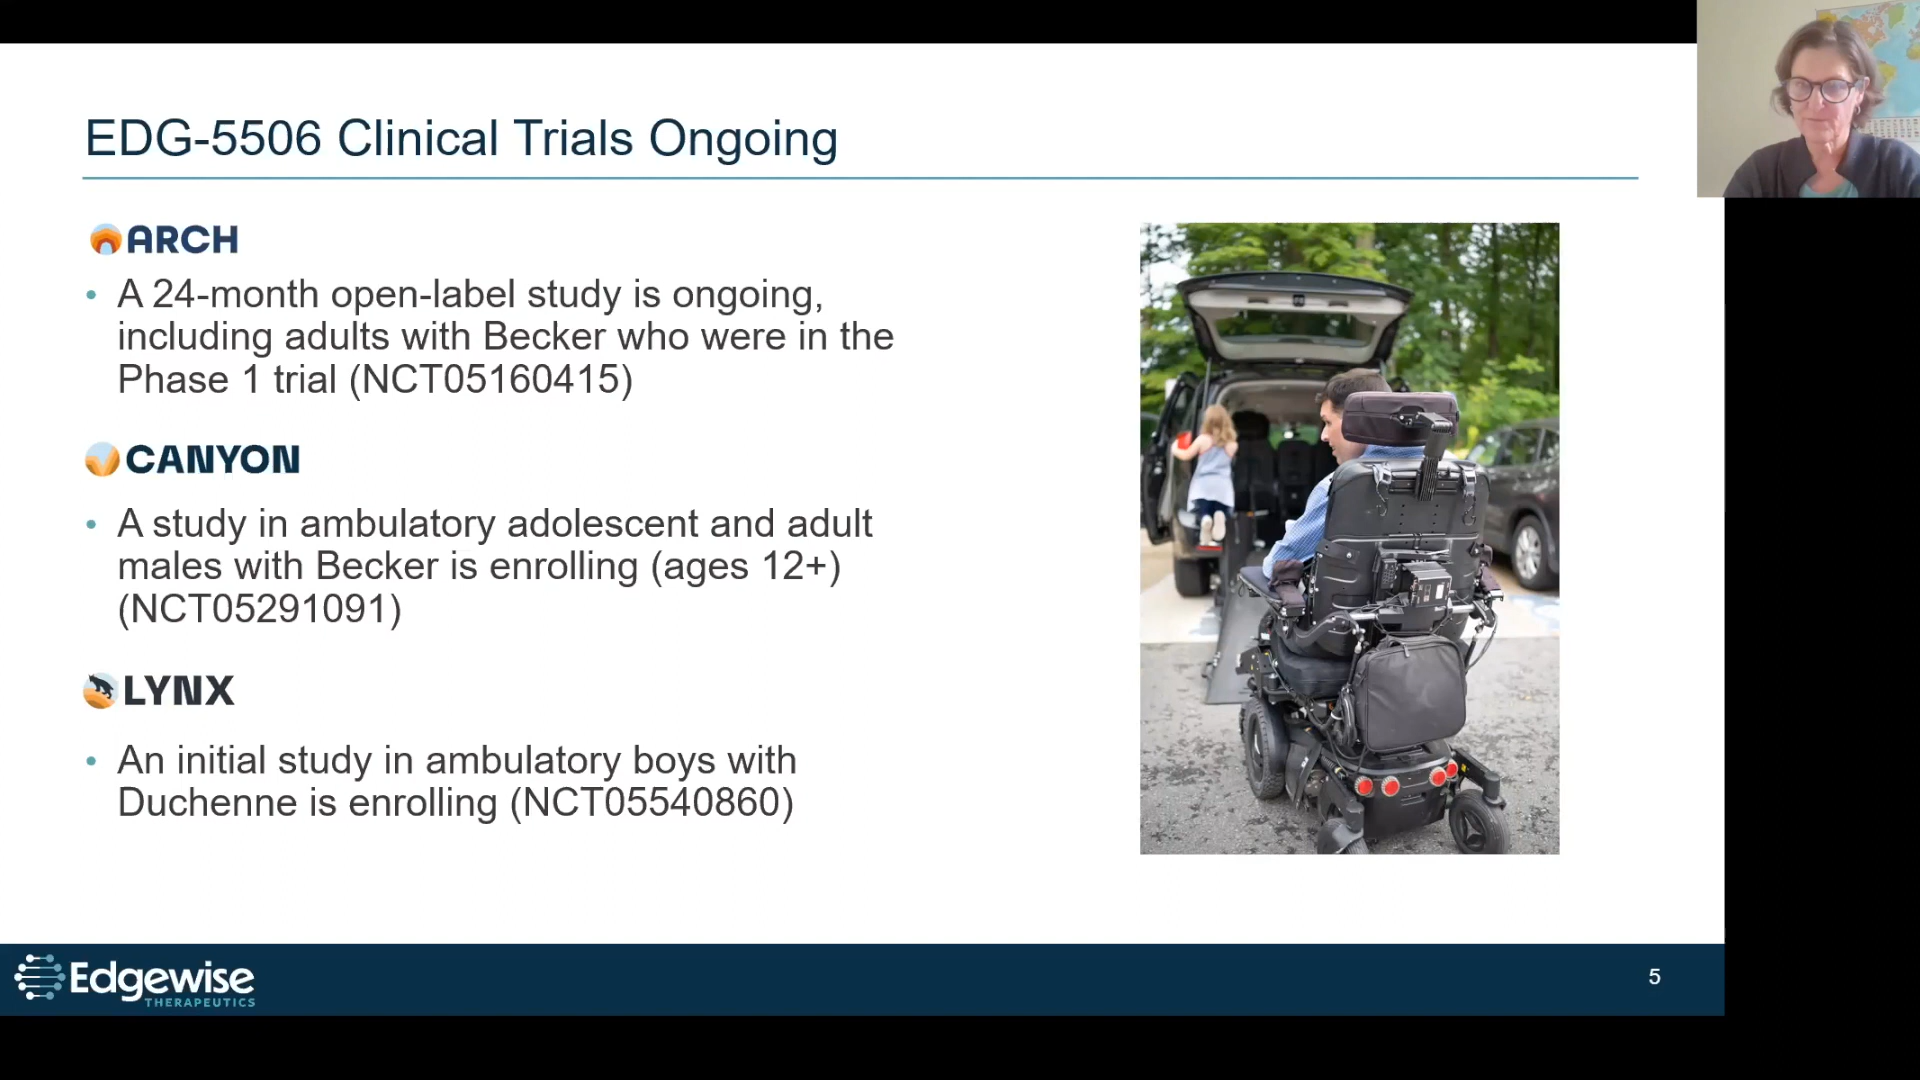 EDG-5506 Clinical Trials Ongoing
ARCH
• A 24-month open-label study is ongoing,
including adults with Becker who were in the
Phase 1 trial (NCT05160415)
CANYON
• A study in ambulatory adolescent and adult
males with Becker is enrolling (ages 12+)
(NCT05291091)
LYNX
• An initial study in ambulatory boys with
Duchenne is enrolling (NCT05540860)
Edgewise
THERAPEUTICS
5